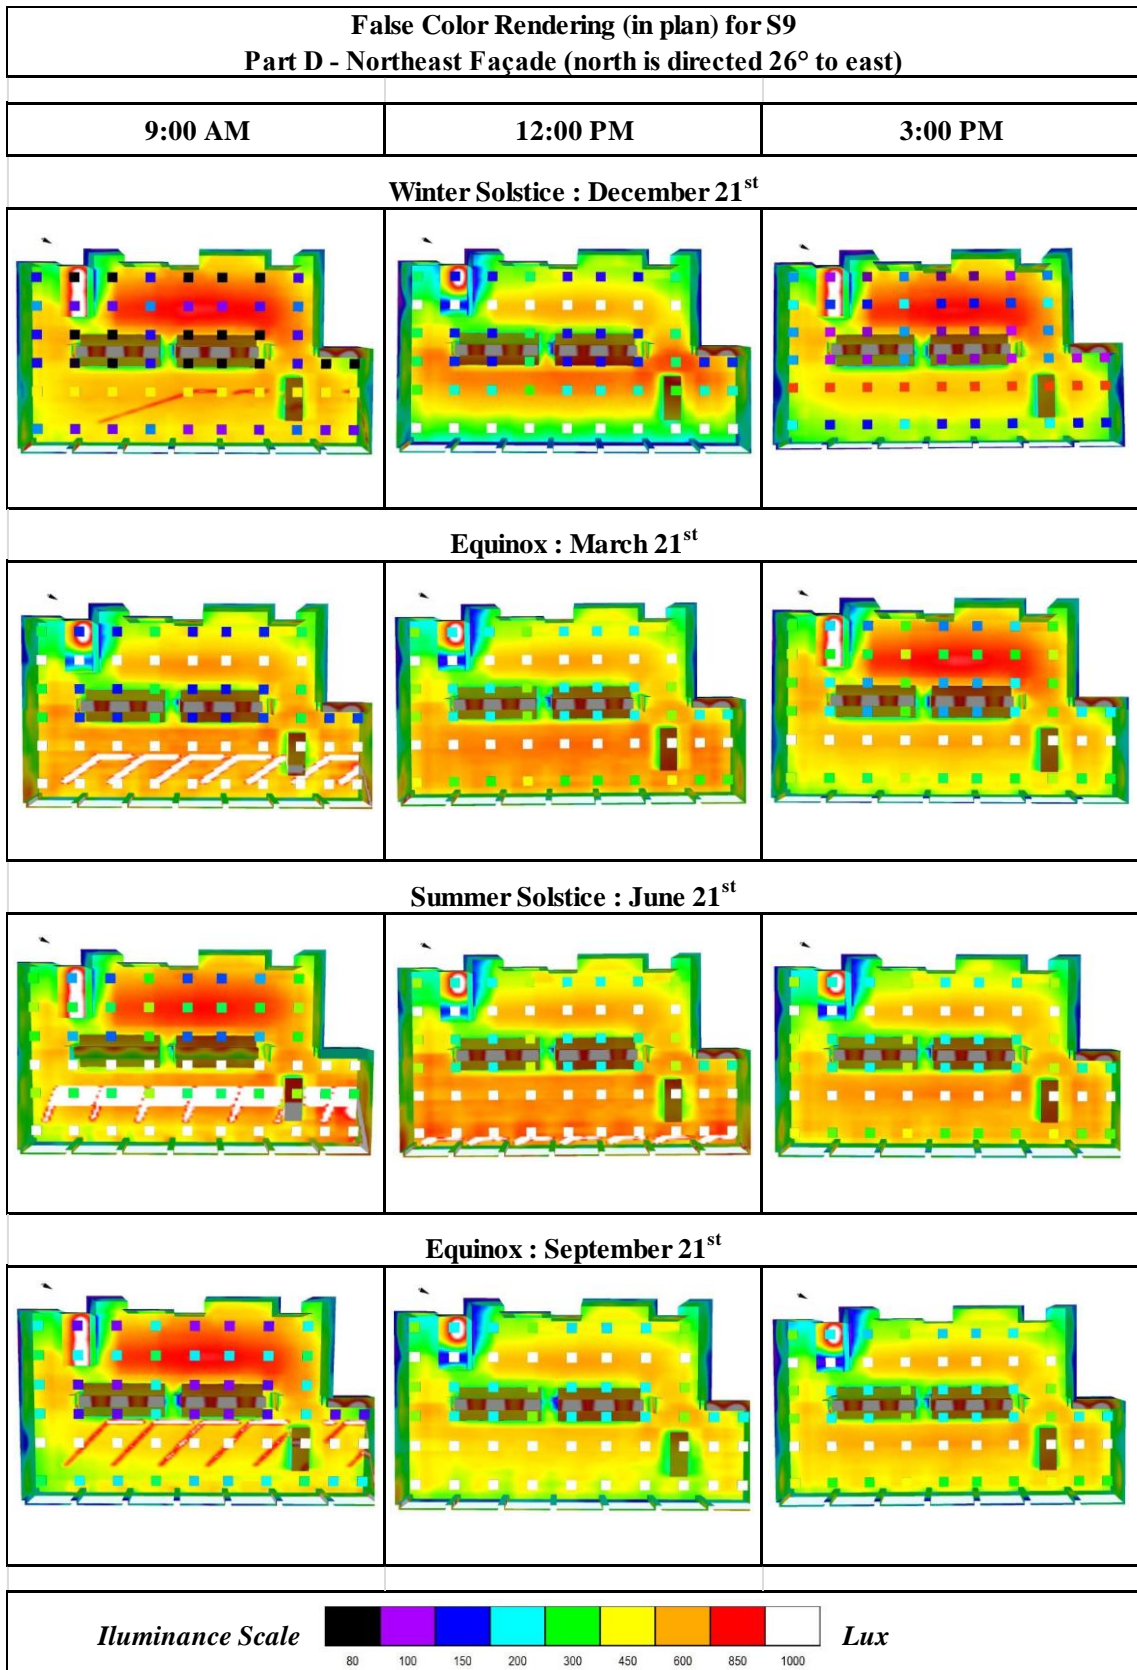 False Color Rendering (in plan) for S9
Part D - Northeast Façade (north is directed 26° to east)
9:00 AM 12:00 PM 3:00 PM
Winter Solstice : December 21st
Equinox : March 21st
Summer Solstice : June 21st
Equinox : September 21st
Iluminance Scale Lux
80 100 150 200 300 450 600 850 1000